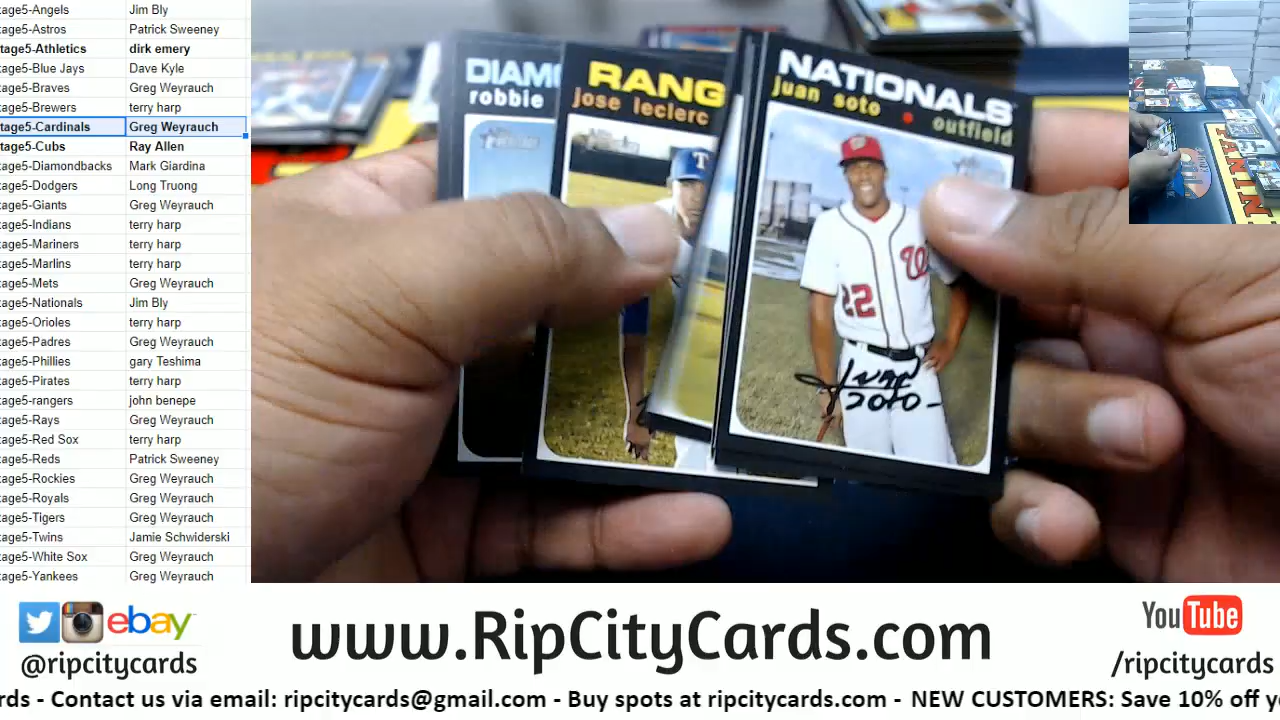 tage5-Angels Jim Bly
tage5-Astros Patrick Sweeney
tage5-Athletics dirk emery
tage5-Blue Jays Dave Kyle
tage5-Braves Greg Weyrauch
tage5-Brewers terry harp
tage5-Cardinals Greg Weyrauch
tage5-Cubs Ray Allen
tage5-Diamondbacks Mark Giardina
tage5-Dodgers Long Truong
tage5-Giants Greg Weyrauch
tage5-Indians terry harp
tage5-Mariners terry harp
tage5-Marlins terry harp
tage5-Mets Greg Weyrauch
tage5-Nationals Jim Bly
tage5-Orioles terry harp
tage5-Padres Greg Weyrauch
tage5-Phillies gary Teshima
tage5-Pirates terry harp
tage5-rangers john benepe
tage5-Rays Greg Weyrauch
tage5-Red Sox terry harp
tage5-Reds Patrick Sweeney
tage5-Rockies Greg Weyrauch
tage5-Royals Greg Weyrauch
tage5-Tigers Greg Weyrauch
tage5-Twins Jamie Schwiderski
tage5-White Sox Greg Weyrauch
tage5-Yankees Greg Weyrauch
DIAM
robbie
RANG
jose leclerc
T
NATIONALS
juan soto • outfield
W
22
Juan
Soto
PANIN
ebay
@ripcitycards
www.RipCityCards.com
YouTube
/ripcitycards
rds - Contact us via email: ripcitycards@gmail.com - Buy spots at ripcitycards.com - NEW CUSTOMERS: Save 10% off y